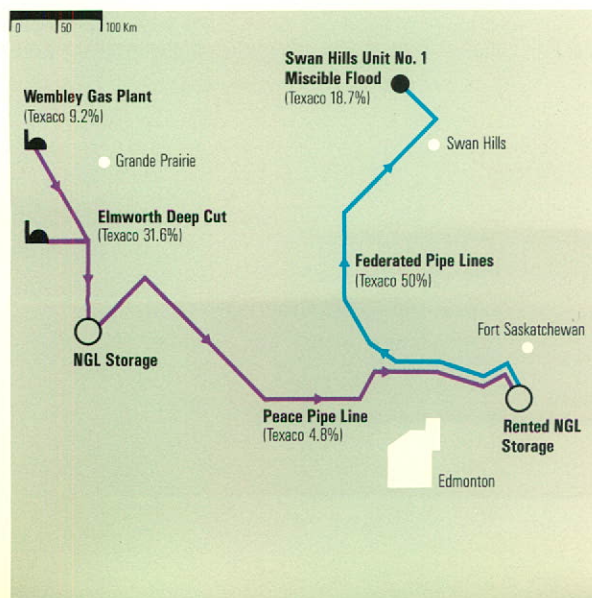 0 50 100 Km
Swan Hills Unit No. 1
Miscible Flood
(Texaco 18.7%)
Wembley Gas Plant
(Texaco 9.2%)
Grande Prairie
Swan Hills
Elmworth Deep Cut
(Texaco 31.6%)
Federated Pipe Lines
(Texaco 50%)
NGL Storage
Fort Saskatchewan
Peace Pipe Line
(Texaco 4.8%)
Rented NGL
Storage
Edmonton